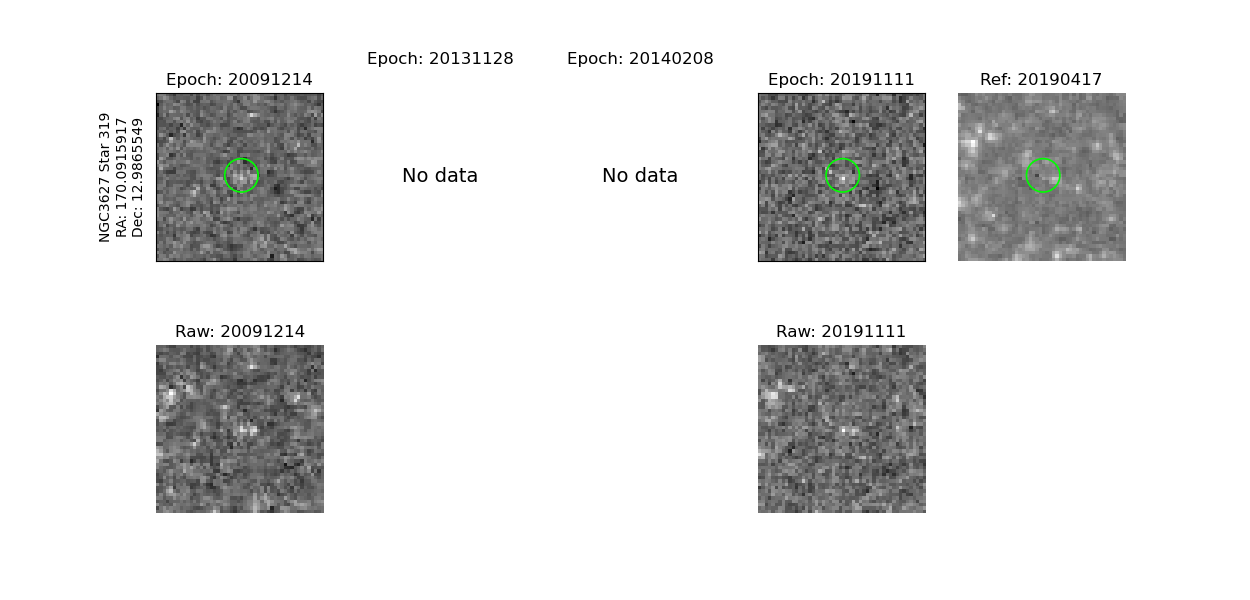 Epoch: 20091214
Epoch: 20131128
Epoch: 20140208
Epoch: 20191111
Ref: 20190417
NGC3627 Star 319
RA: 170.0915917
Dec: 12.9865549
No data
No data
Raw: 20091214
Raw: 20191111